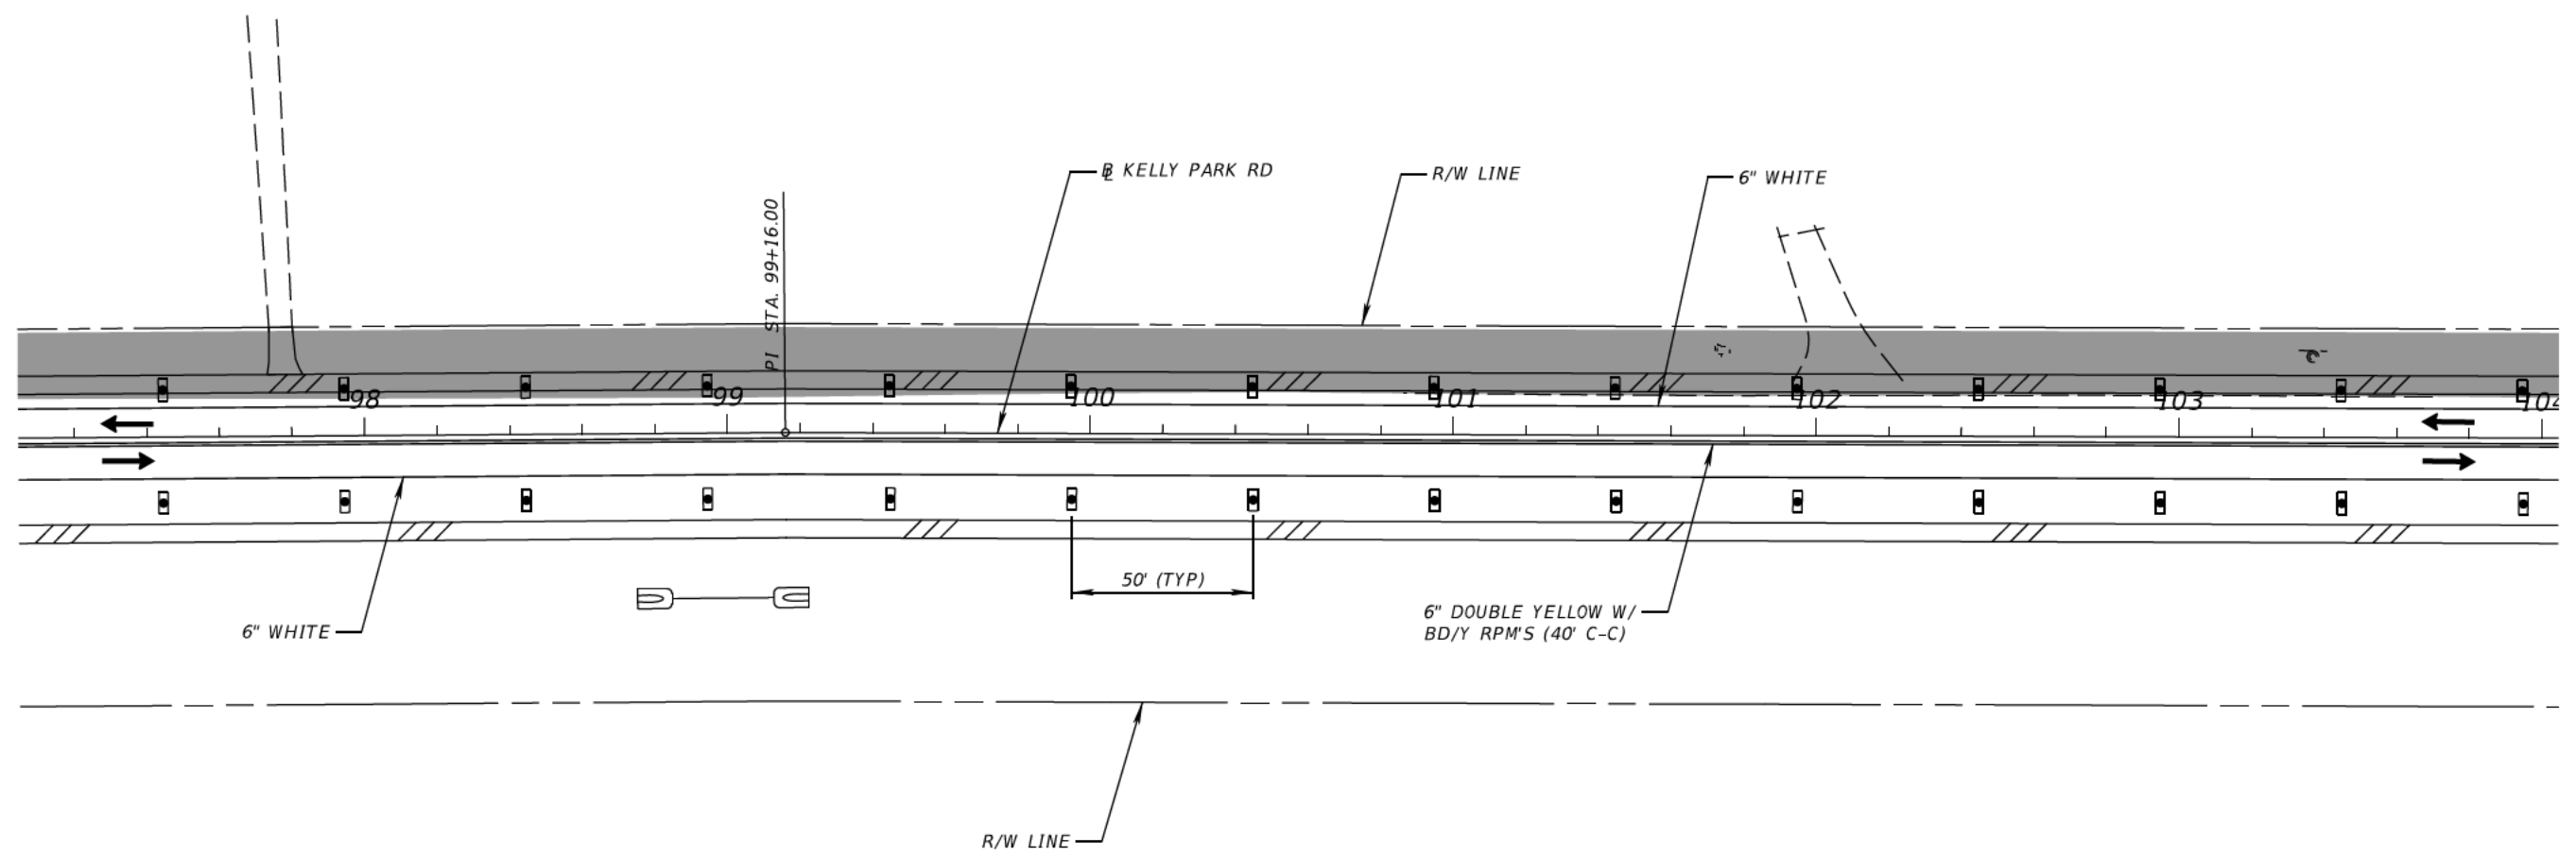 ℄ KELLY PARK RD
R/W LINE
6" WHITE
PI STA. 99+16.00
98
99
100
101
102
103
104
50' (TYP)
6" WHITE
6" DOUBLE YELLOW W/
BD/Y RPM'S (40' C-C)
R/W LINE